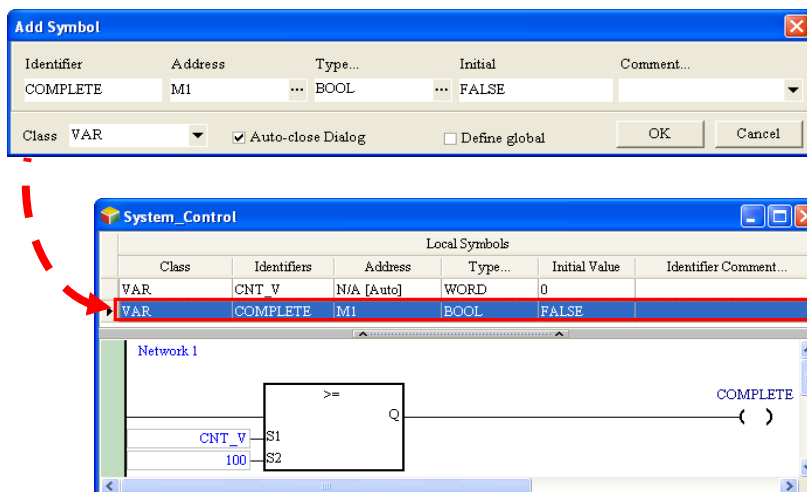 Add Symbol
Identifier Address Type... Initial Comment...
COMPLETE M1 ... BOOL ... FALSE
Class VAR Auto-close Dialog Define global OK Cancel
System_Control
Local Symbols
Class Identifiers Address Type... Initial Value Identifier Comment...
VAR CNT_V N/A [Auto] WORD 0
VAR COMPLETE M1 BOOL FALSE
Network 1
>=
COMPLETE
Q
( )
CNT_V S1
100 S2